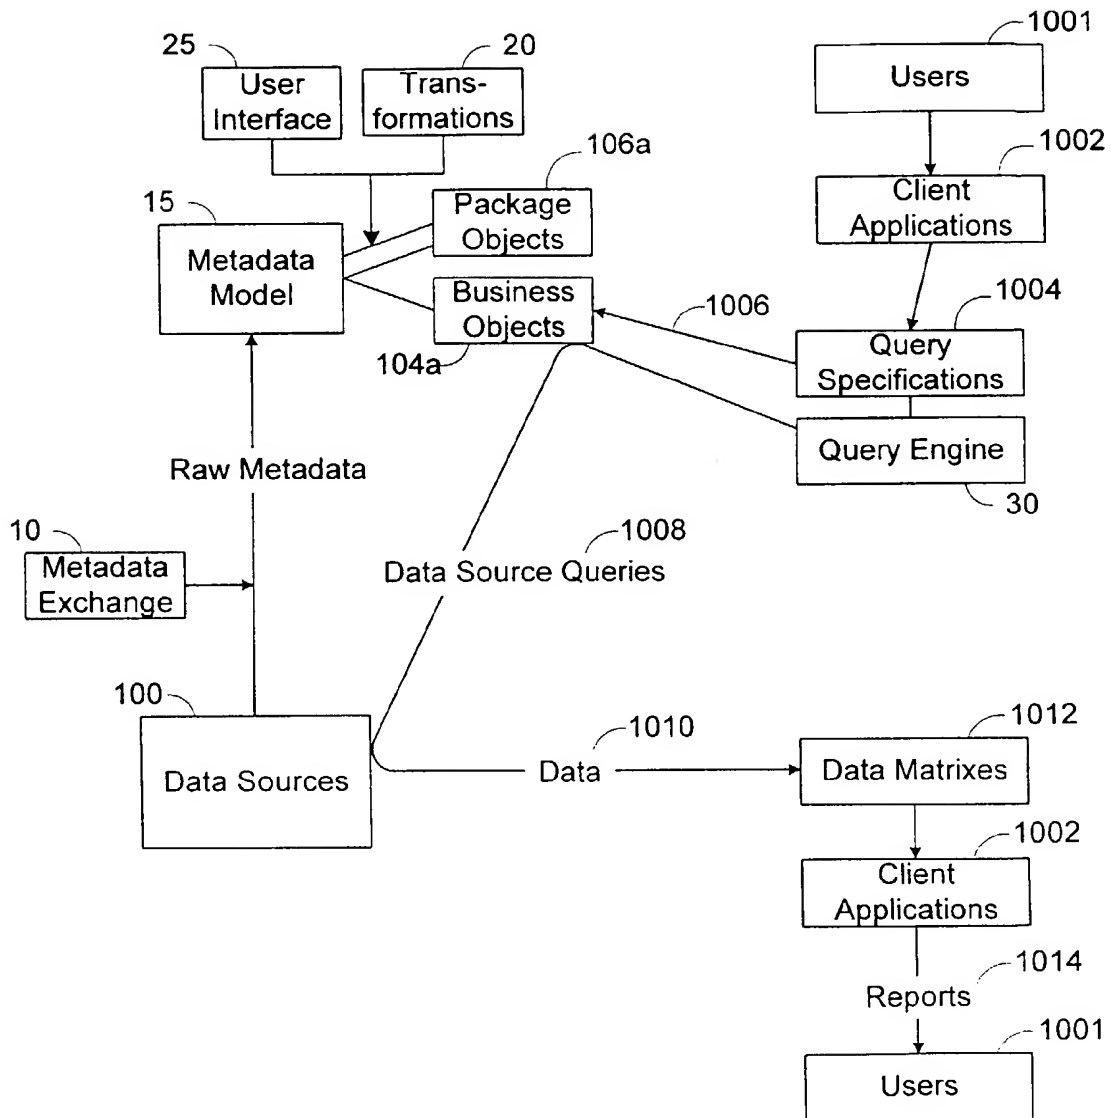 25
20
1001
User
Interface
Trans-
formations
Users
106a
1002
15
Package
Objects
Client
Applications
Metadata
Model
Business
Objects
1006
1004
104a
Query
Specifications
Raw Metadata
Query Engine
30
10
1008
Metadata
Exchange
Data Source Queries
100
1010
1012
Data Sources
Data
Data Matrixes
1002
Client
Applications
1014
Reports
1001
Users